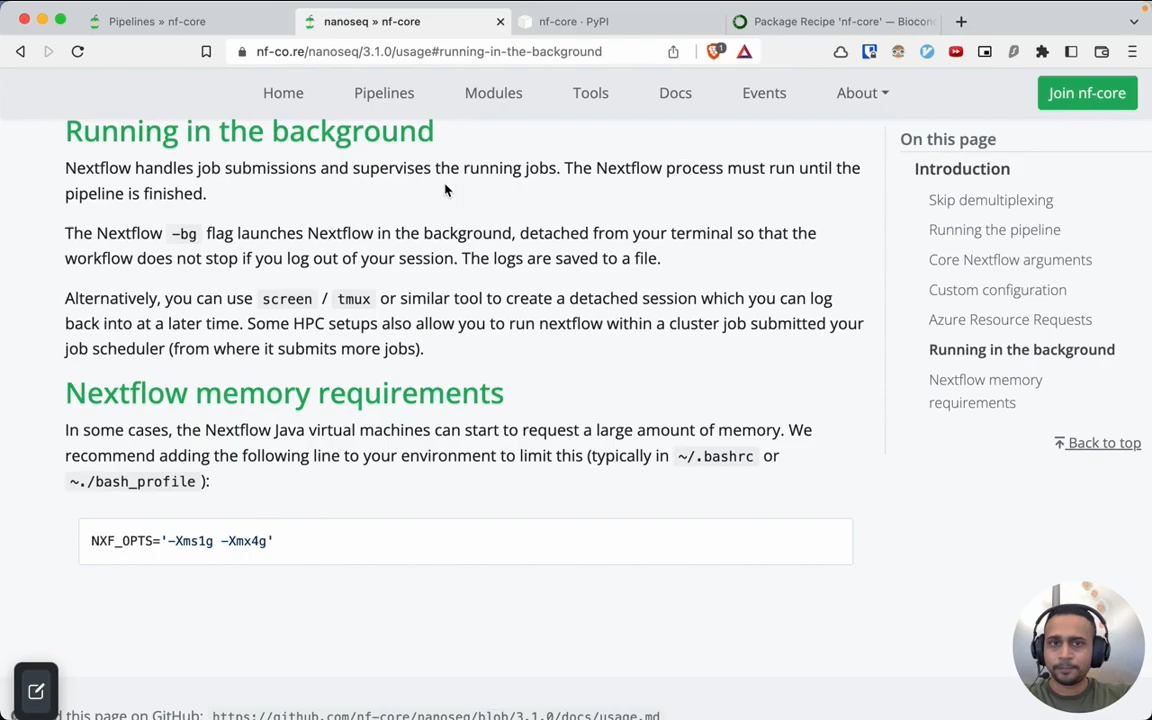 Pipelines » nf-core
nanoseq » nf-core
nf-core · PyPI
Package Recipe 'nf-core' — Biocon
nf-co.re/nanoseq/3.1.0/usage#running-in-the-background
1
Home
Pipelines
Modules
Tools
Docs
Events
About
Join nf-core
Running in the background
Nextflow handles job submissions and supervises the running jobs. The Nextflow process must run until the
pipeline is finished.
The Nextflow -bg flag launches Nextflow in the background, detached from your terminal so that the
workflow does not stop if you log out of your session. The logs are saved to a file.
Alternatively, you can use screen / tmux or similar tool to create a detached session which you can log
back into at a later time. Some HPC setups also allow you to run nextflow within a cluster job submitted your
job scheduler (from where it submits more jobs).
Nextflow memory requirements
In some cases, the Nextflow Java virtual machines can start to request a large amount of memory. We
recommend adding the following line to your environment to limit this (typically in ~/.bashrc or
~./bash_profile ):
NXF_OPTS='-Xms1g -Xmx4g'
On this page
Introduction
Skip demultiplexing
Running the pipeline
Core Nextflow arguments
Custom configuration
Azure Resource Requests
Running in the background
Nextflow memory
requirements
Back to top
this page on GitHub: https://github.com/nf-core/nanoseq/blob/3.1.0/docs/usage.md